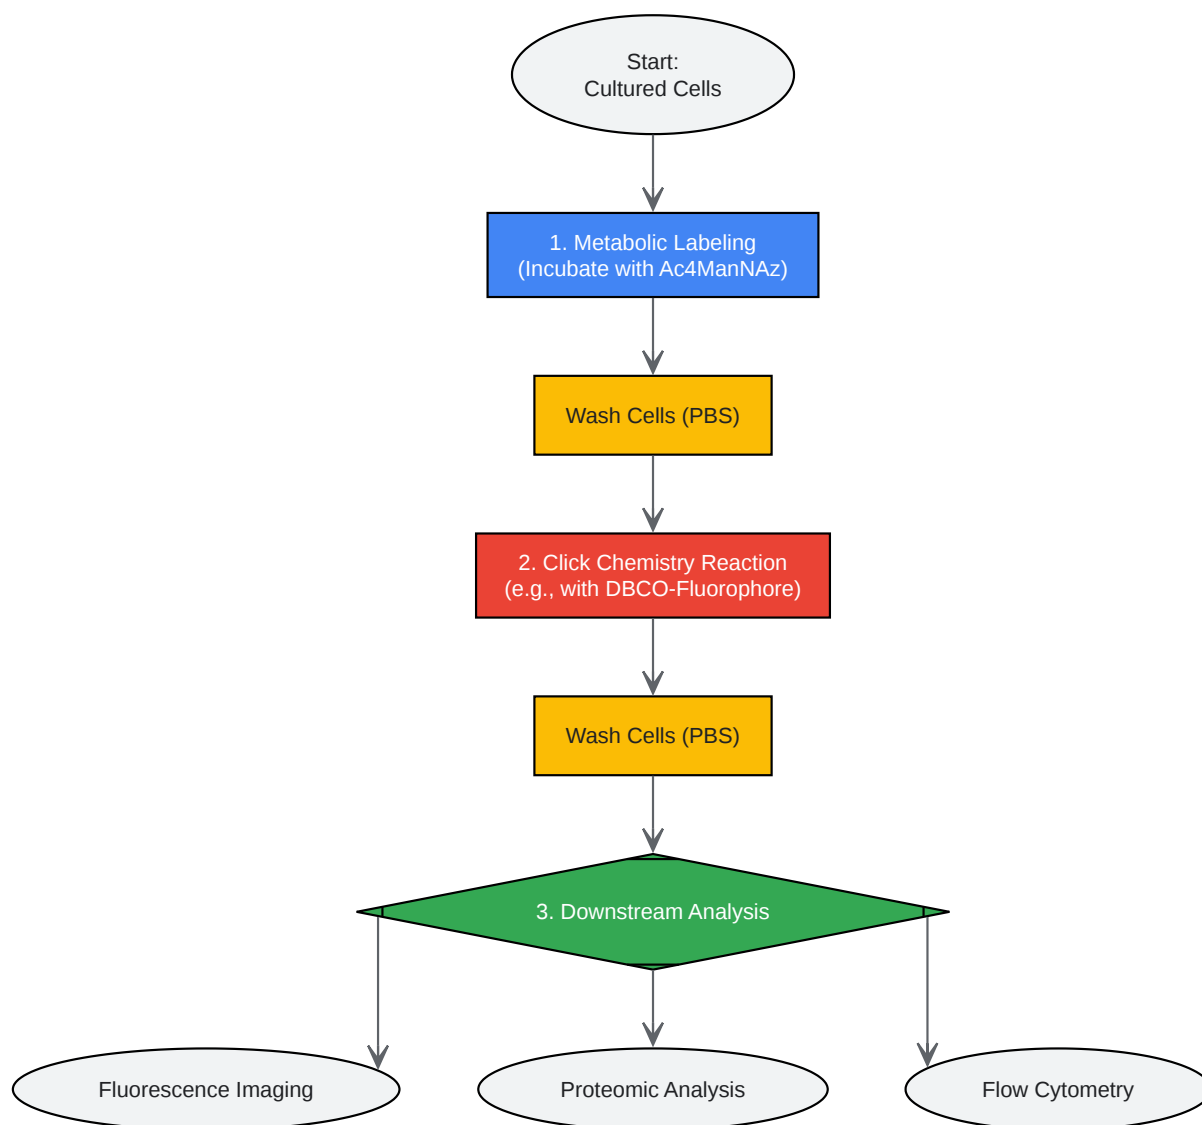 Start:
Cultured Cells
1. Metabolic Labeling
(Incubate with Ac4ManNAz)
Wash Cells (PBS)
2. Click Chemistry Reaction
(e.g., with DBCO-Fluorophore)
Wash Cells (PBS)
3. Downstream Analysis
Fluorescence Imaging
Proteomic Analysis
Flow Cytometry